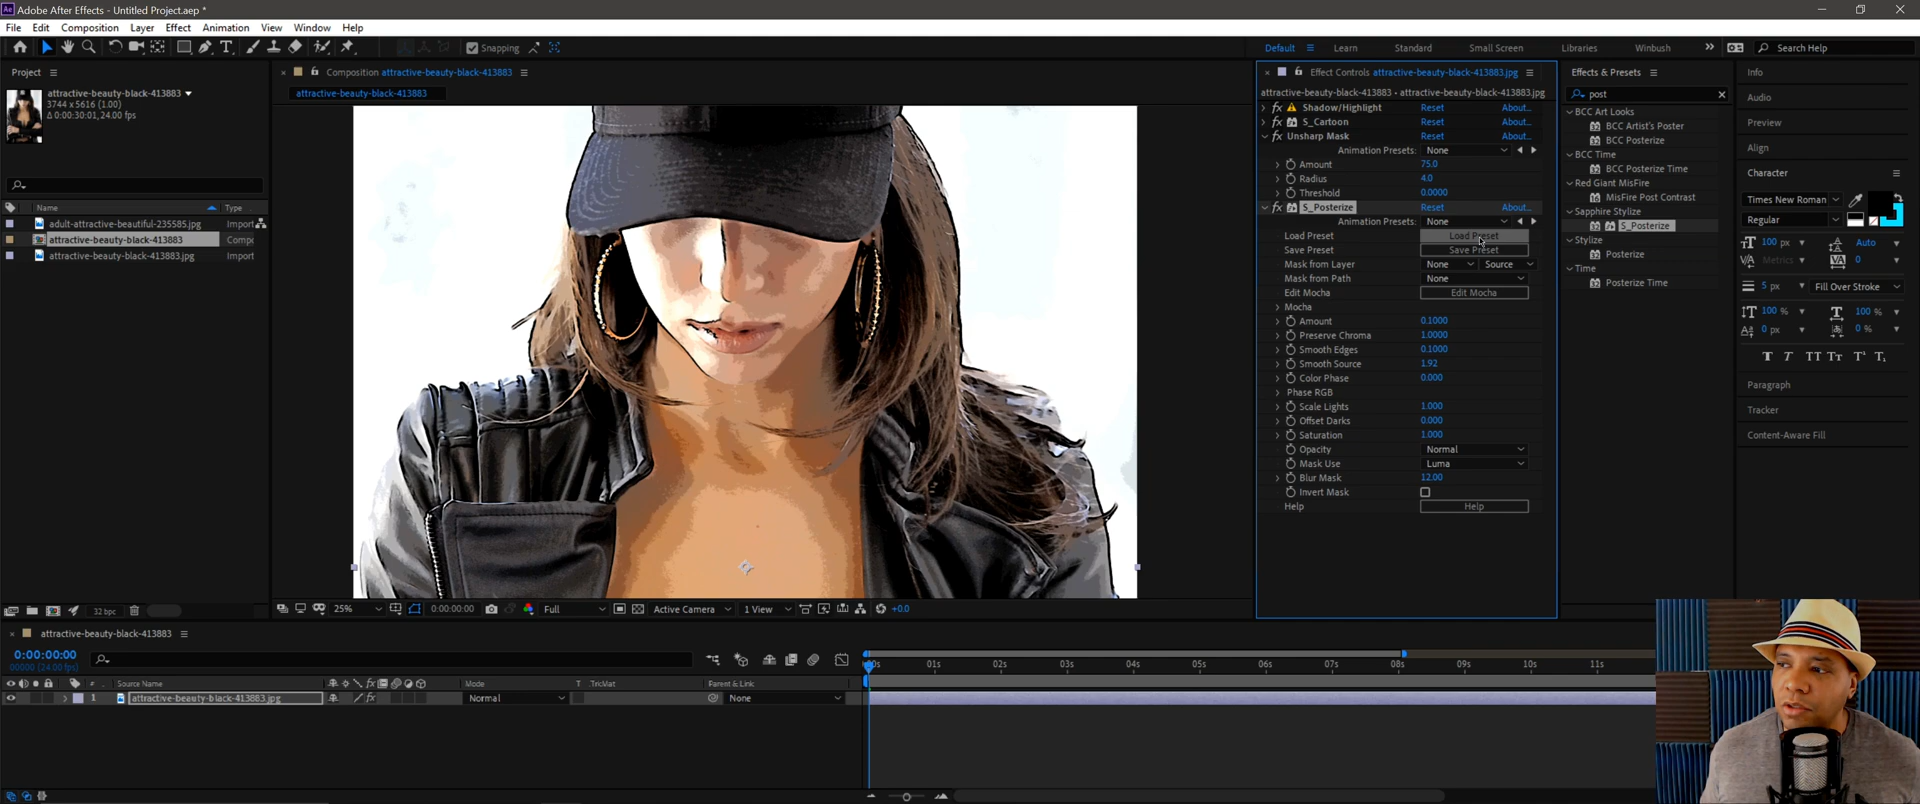 Ae Adobe After Effects - Untitled Project.aep *
File Edit Composition Layer Effect Animation View Window Help
Snapping
Default Learn Standard Small Screen Libraries Winbush Search Help
Project
attractive-beauty-black-413883
3744 x 5616 (1.00)
Δ 0:00:30:01, 24.00 fps
Name Type
adult-attractive-beautiful-235585.jpg Import
attractive-beauty-black-413883 Compo
attractive-beauty-black-413883.jpg Import
32 bpc
Composition attractive-beauty-black-413883
attractive-beauty-black-413883
25% 0:00:00:00 Full Active Camera 1 View +0.0
Effect Controls attractive-beauty-black-413883.jpg
attractive-beauty-black-413883 • attractive-beauty-black-413883.jpg
fx Shadow/Highlight Reset About...
fx S_Cartoon Reset About...
fx Unsharp Mask Reset About...
Animation Presets: None
Amount 75.0
Radius 4.0
Threshold 0.0000
fx S_Posterize Reset About...
Animation Presets: None
Load Preset Load Preset
Save Preset Save Preset
Mask from Layer None Source
Mask from Path None
Edit Mocha Edit Mocha
Mocha
Amount 0.1000
Preserve Chroma 1.0000
Smooth Edges 0.1000
Smooth Source 1.92
Color Phase 0.000
Phase RGB
Scale Lights 1.000
Offset Darks 0.000
Saturation 1.000
Opacity Normal
Mask Use Luma
Blur Mask 12.00
Invert Mask
Help Help
Effects & Presets
post
BCC Art Looks
BCC Artist's Poster
BCC Posterize
BCC Time
BCC Posterize Time
Red Giant MisFire
MisFire Post Contrast
Sapphire Stylize
S_Posterize
Stylize
Posterize
Time
Posterize Time
Info
Audio
Preview
Align
Character
Times New Roman
Regular
100 px Auto
Metrics 0
5 px Fill Over Stroke
100 % 100 %
0 px 0 %
T T TT Tt T¹ T₁
Paragraph
Tracker
Content-Aware Fill
attractive-beauty-black-413883
0:00:00:00
00000 (24.00 fps)
# Source Name Mode T .TrkMat Parent & Link
1 attractive-beauty-black-413883.jpg Normal None
01s 02s 03s 04s 05s 06s 07s 08s 09s 10s 11s